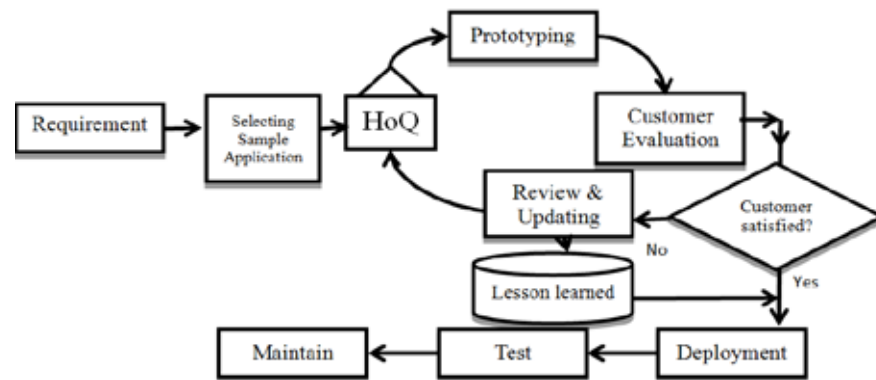 Prototyping
Requirement
Selecting
Sample
Application
HoQ
Customer
Evaluation
Review &
Updating
Customer
satisfied?
No
Yes
Lesson learned
Maintain
Test
Deployment